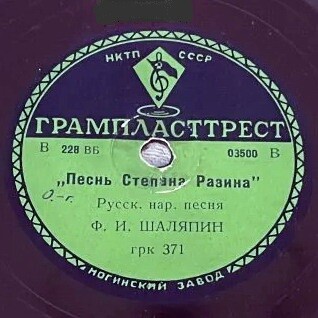 НКТП СССР
ГРАМПЛАСТТРЕСТ
В 228 ВБ 03500 В
„Песнь Степана Разина"
О.-г.
Русск. нар. песня
Ф. И. ШАЛЯПИН
грк 371
НОГИНСКИЙ ЗАВОД